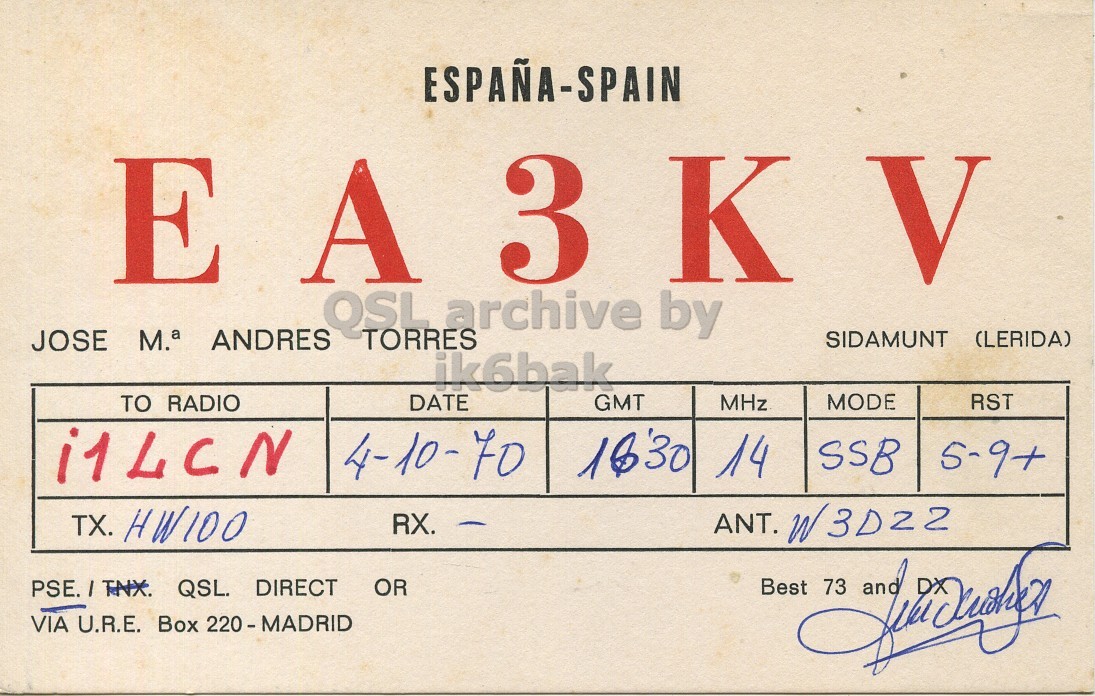 ESPAÑA-SPAIN
EA3KV
QSL archive by
ik6bak
JOSE M.ª ANDRES TORRES SIDAMUNT (LERIDA)
TO RADIO DATE GMT MHz MODE RST
i1LCN 4-10-70 16'30 14 SSB 5-9+
TX. HW100 RX. - ANT. W3DZZ
PSE. / TNX. QSL. DIRECT OR Best 73 and DX
VIA U.R.E. Box 220 - MADRID